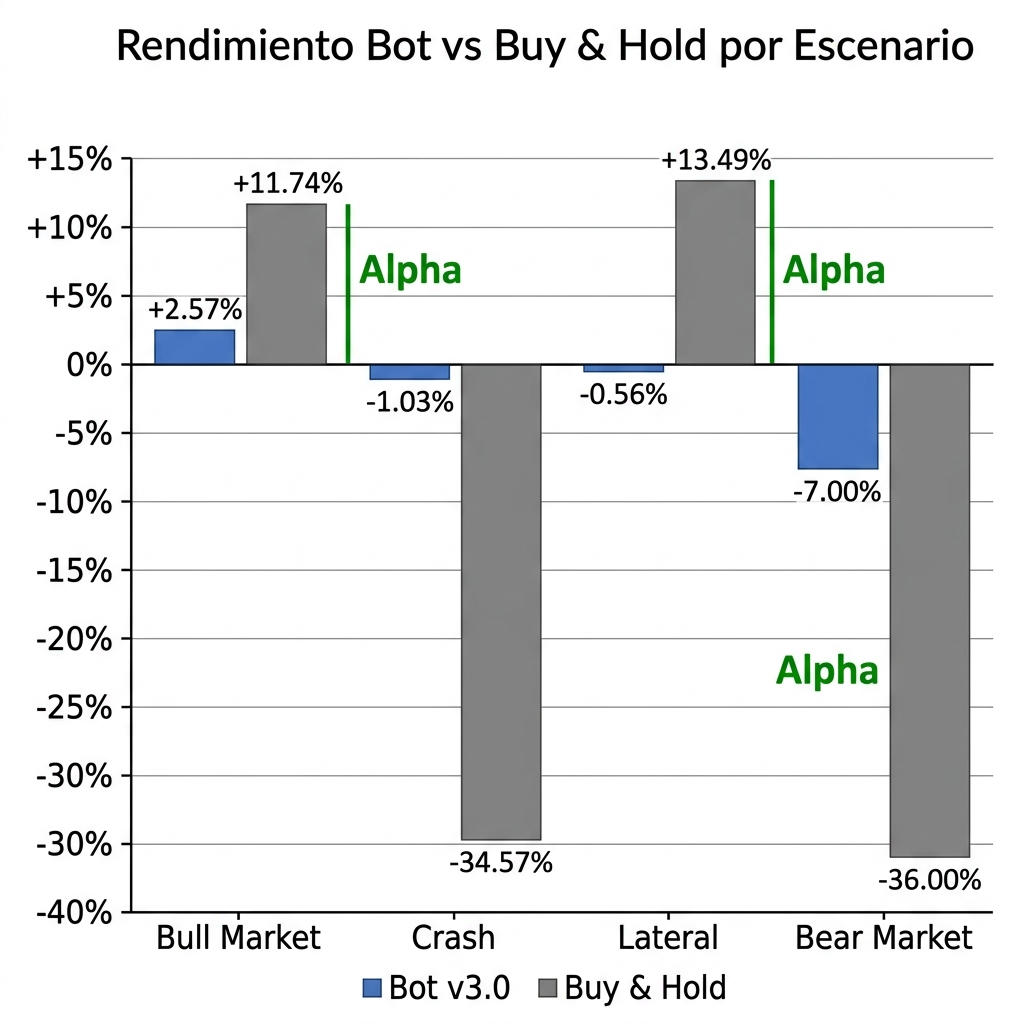 Rendimiento Bot vs Buy & Hold por Escenario
+15%
+10%
+5%
0%
-5%
-10%
-15%
-20%
-25%
-30%
-30%
-40%
+2.57%
+11.74%
Alpha
-1.03%
-34.57%
-0.56%
+13.49%
Alpha
-7.00%
Alpha
-36.00%
Bull Market
Crash
Lateral
Bear Market
Bot v3.0
Buy & Hold